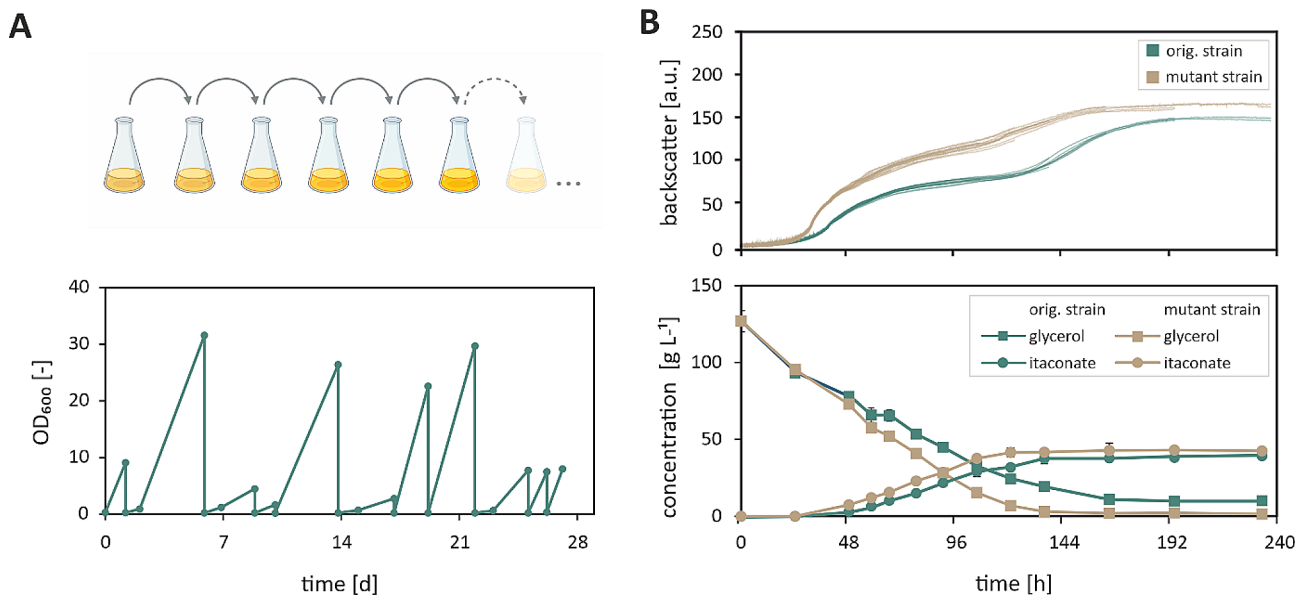 A
40
30
20
10
0
OD₆₀₀ [-]
0 7 14 21 28
time [d]
B
250
200
150
100
50
0
backscatter [a.u.]
orig. strain
mutant strain
150
100
50
0
concentration [g L-¹]
orig. strain mutant strain
glycerol glycerol
itaconate itaconate
0 48 96 144 192 240
time [h]